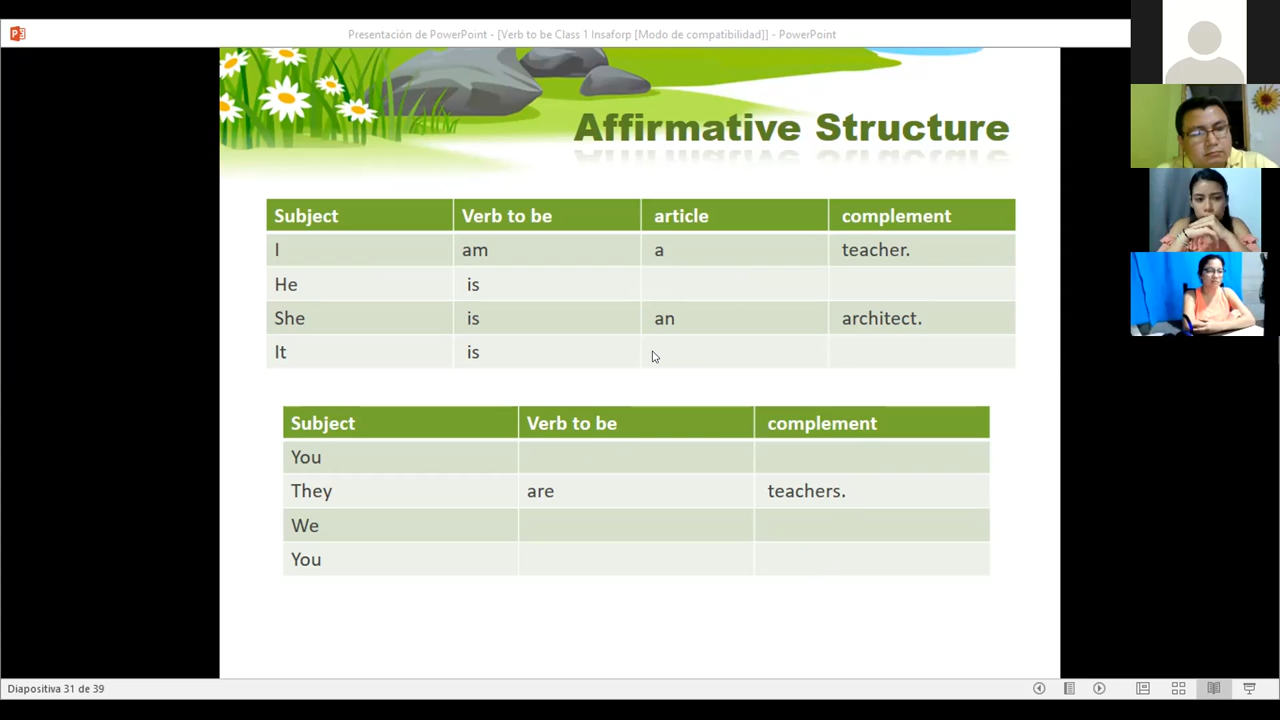 Presentación de PowerPoint - [Verb to be Class 1 Insaforp [Modo de compatibilidad]] - PowerPoint
Affirmative Structure
Subject Verb to be article complement
I am a teacher.
He is
She is an architect.
It is
Subject Verb to be complement
You
They are teachers.
We
You
Diapositiva 31 de 39